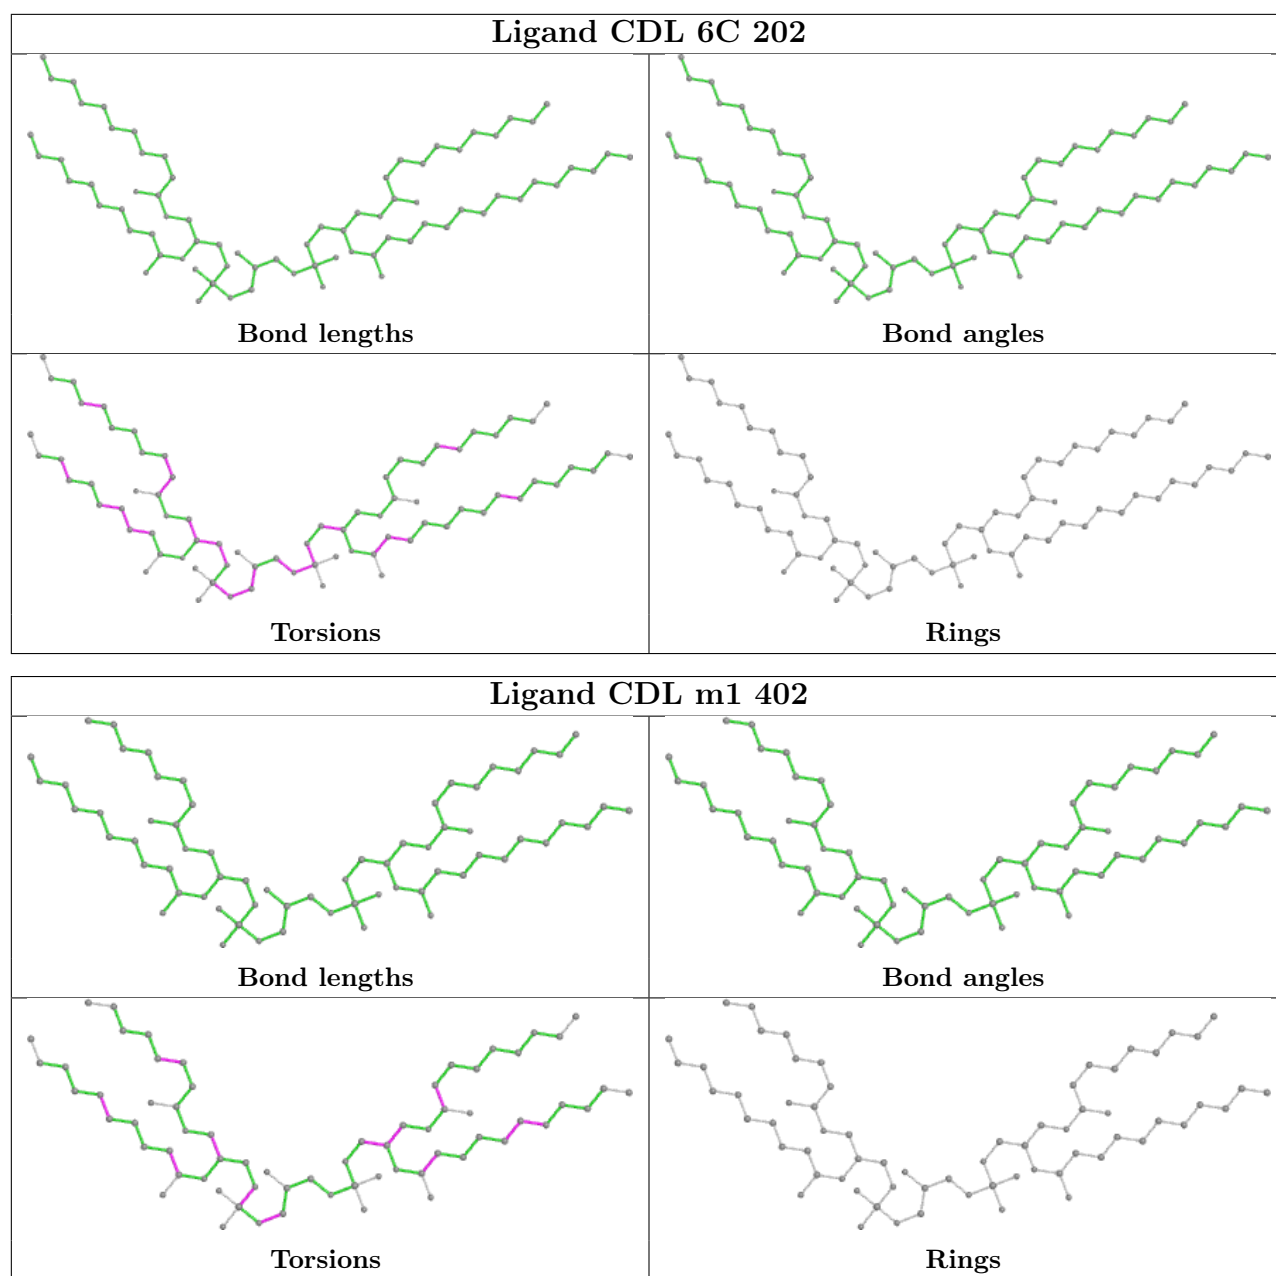 Ligand CDL 6C 202
Bond lengths
Bond angles
Torsions
Rings
Ligand CDL m1 402
Bond lengths
Bond angles
Torsions
Rings